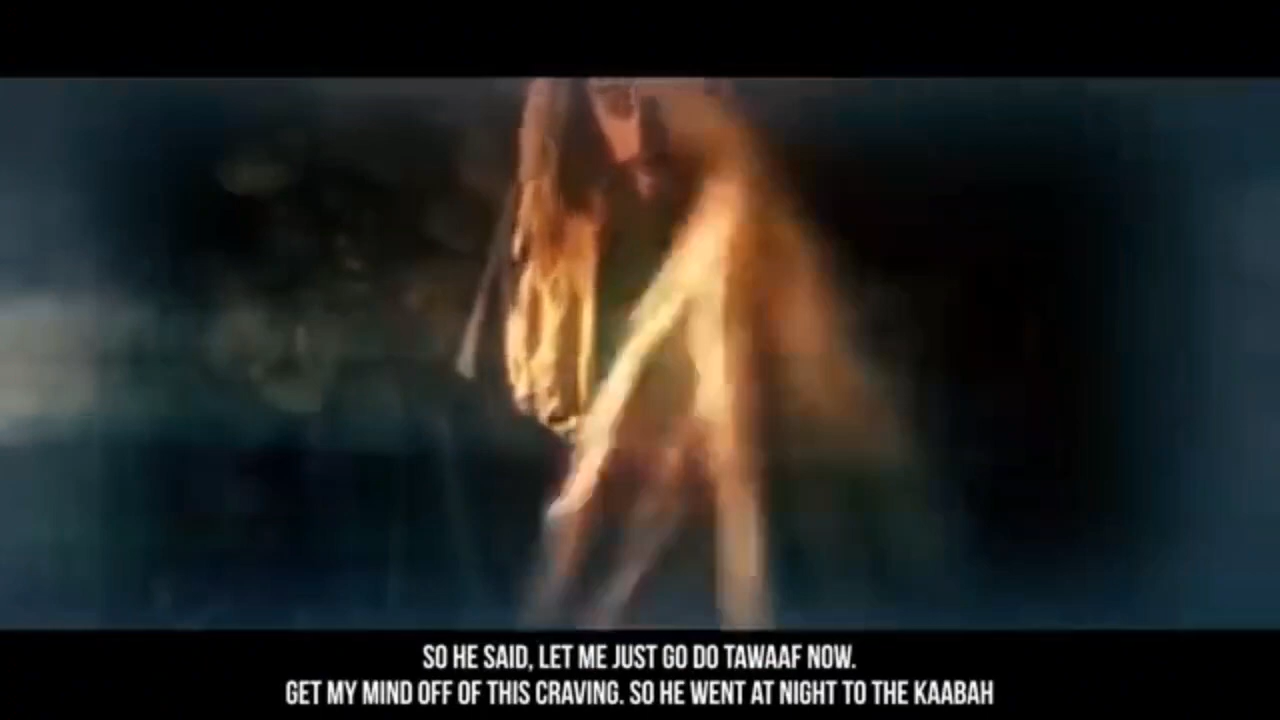 SO HE SAID, LET ME JUST GO DO TAWAAF NOW.
GET MY MIND OFF OF THIS CRAVING. SO HE WENT AT NIGHT TO THE KAABAH